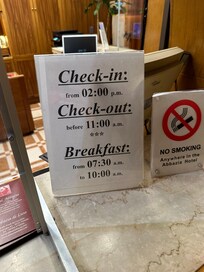 Check-in:
from 02:00 p.m.
Check-out:
before 11:00 a.m.
***
Breakfast:
from 07:30 a.m.
to 10:00 a.m.
NO SMOKING
Anywhere in the
Hotel